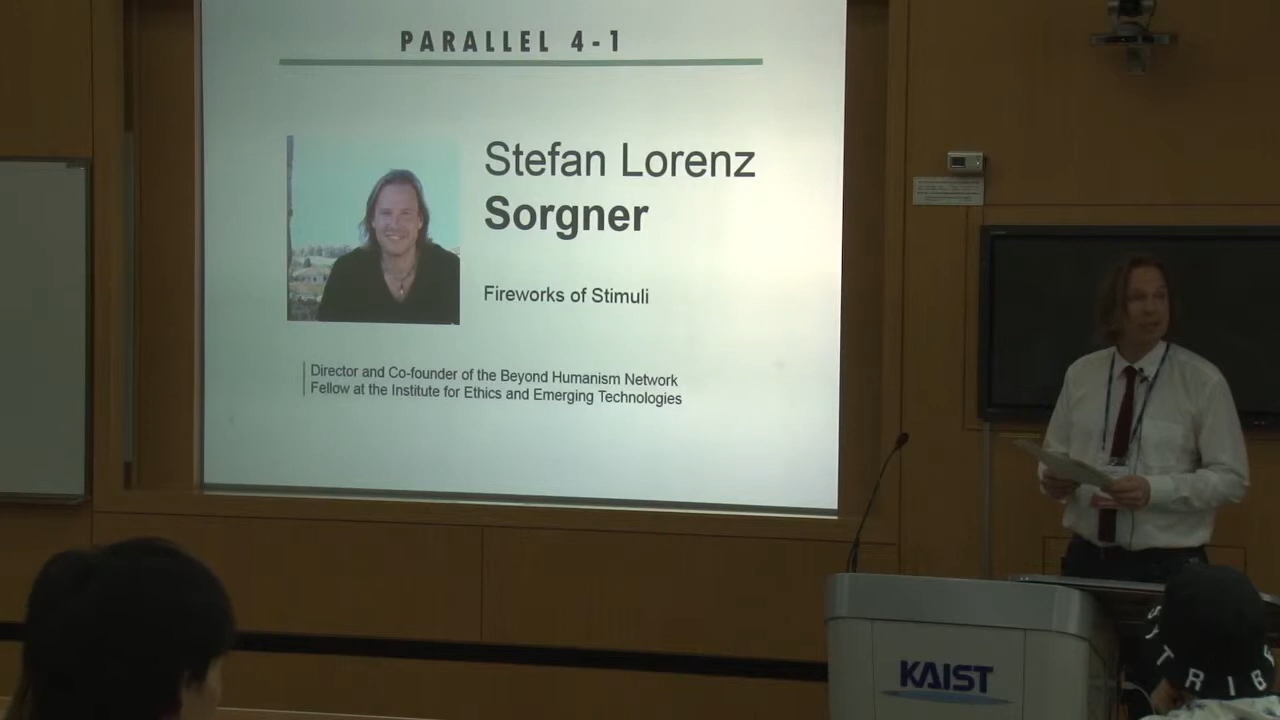 PARALLEL 4-1
Stefan Lorenz
Sorgner
Fireworks of Stimuli
Director and Co-founder of the Beyond Humanism Network
Fellow at the Institute for Ethics and Emerging Technologies
KAIST